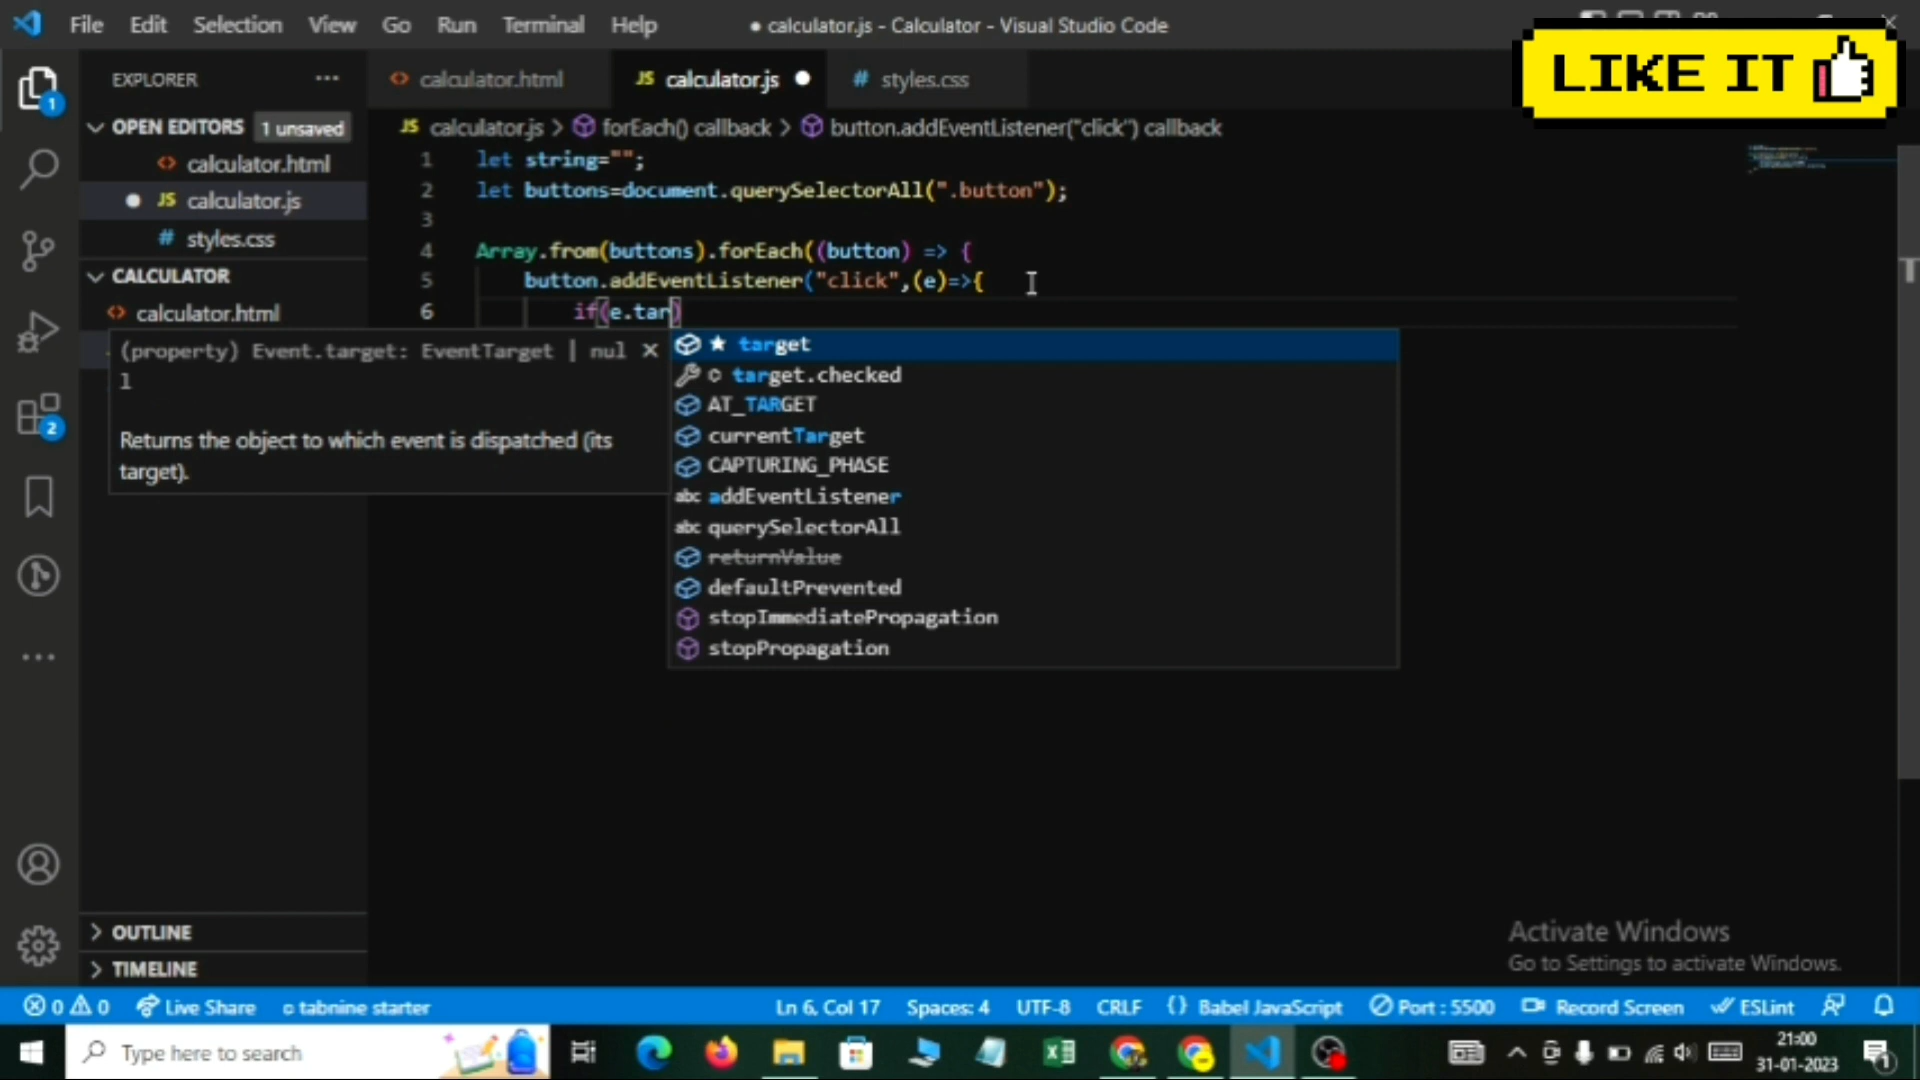 File Edit Selection View Go Run Terminal Help
● calculator.js - Calculator - Visual Studio Code
LIKE IT
EXPLORER ...
calculator.html
JS calculator.js
# styles.css
OPEN EDITORS 1 unsaved
calculator.html
JS calculator.js
# styles.css
CALCULATOR
calculator.html
JS calculator.js > forEach() callback > button.addEventListener("click") callback
1 let string="";
2 let buttons=document.querySelectorAll(".button");
3
4 Array.from(buttons).forEach((button) => {
5 button.addEventListener("click",(e)=>{
6 if(e.tar)
(property) Event.target: EventTarget | nul
l
Returns the object to which event is dispatched (its
target).
★ target
target.checked
AT_TARGET
currentTarget
CAPTURING_PHASE
abc addEventListener
abc querySelectorAll
returnValue
defaultPrevented
stopImmediatePropagation
stopPropagation
1
2
OUTLINE
TIMELINE
Activate Windows
Go to Settings to activate Windows.
0 0 Live Share tabnine starter
Ln 6, Col 17 Spaces: 4 UTF-8 CRLF {} Babel JavaScript Port : 5500 Record Screen ESLint
Type here to search
21:00
31-01-2023
1